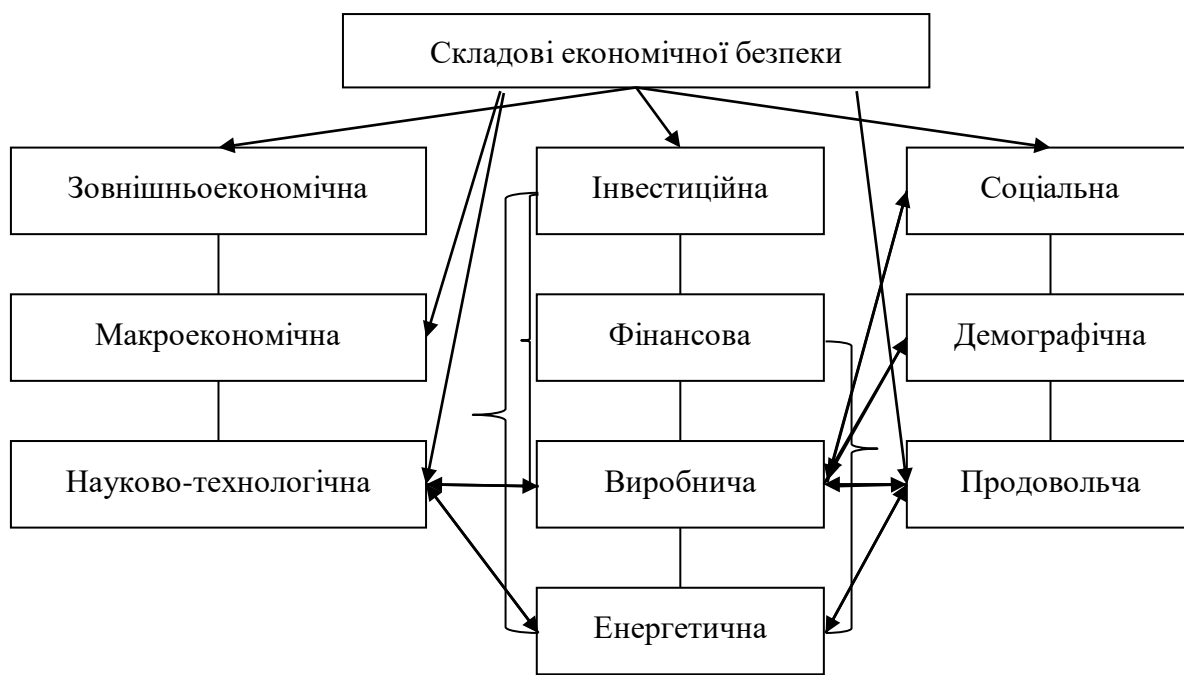 Складові економічної безпеки
Зовнішньоекономічна
Інвестиційна
Соціальна
Макроекономічна
Фінансова
Демографічна
Науково-технологічна
Виробнича
Продовольча
Енергетична